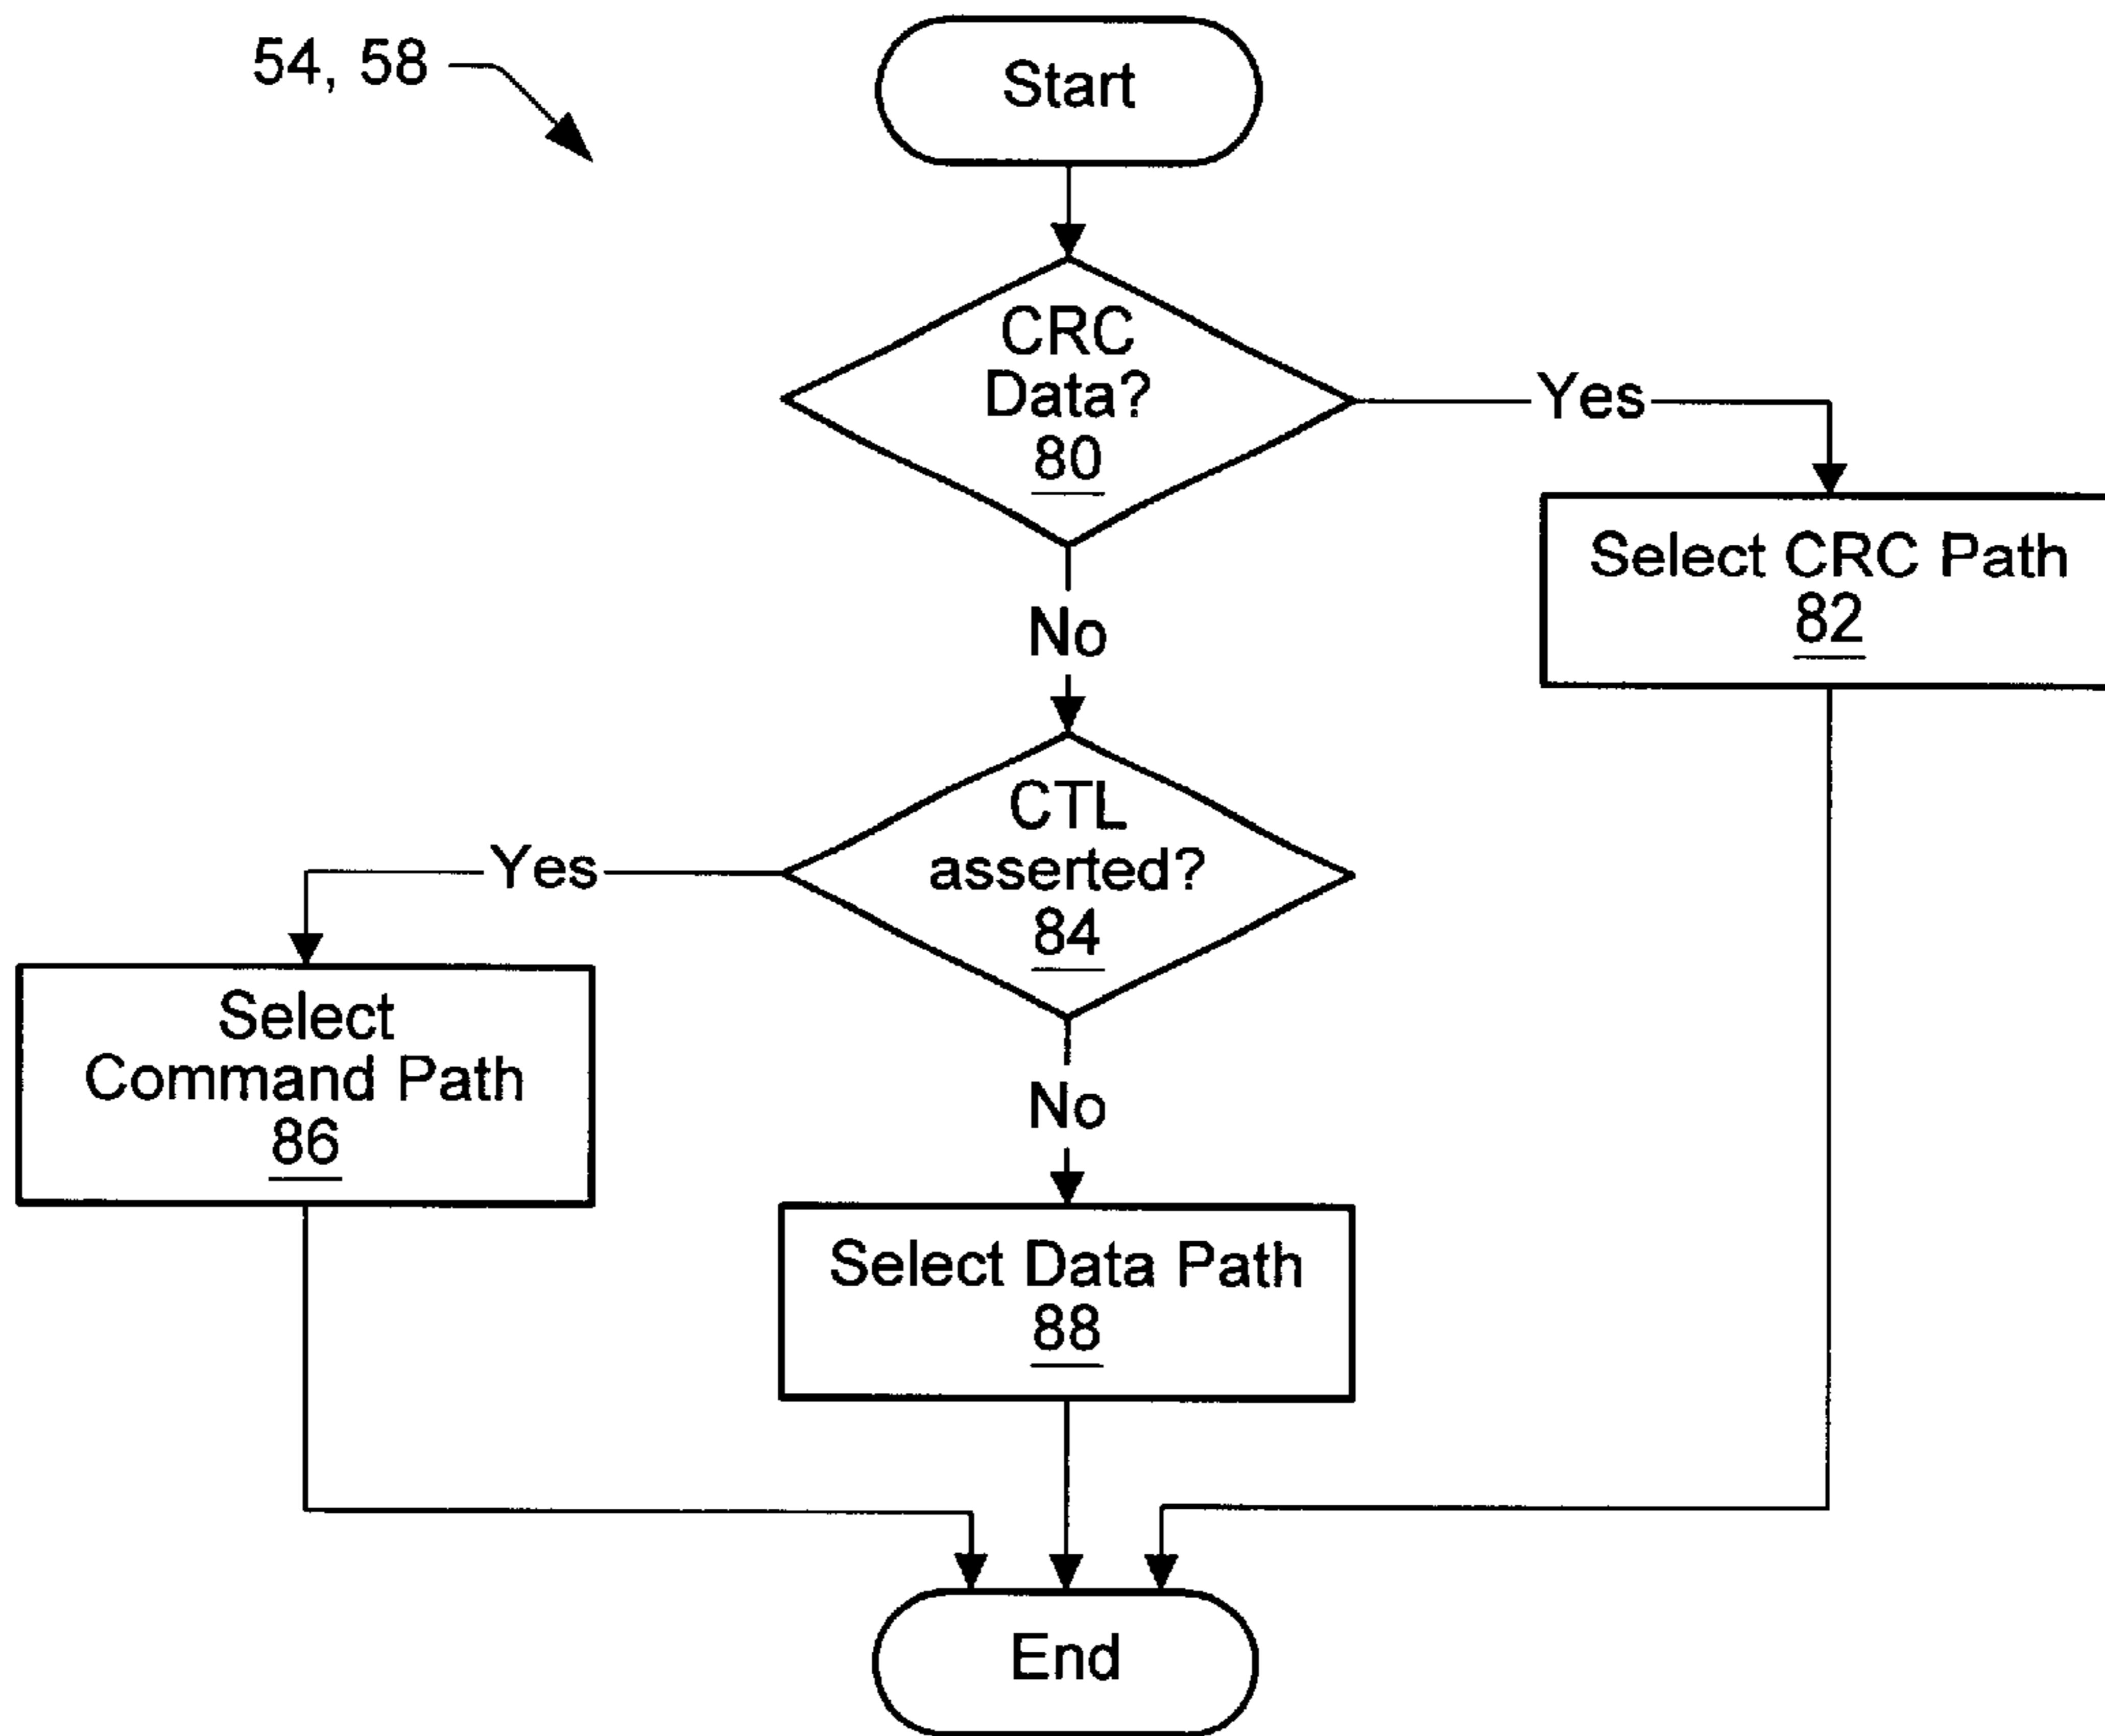 54, 58
Start
CRC
Data?
80
Yes
Select CRC Path
82
No
CTL
asserted?
84
Yes
Select
Command Path
86
No
Select Data Path
88
End